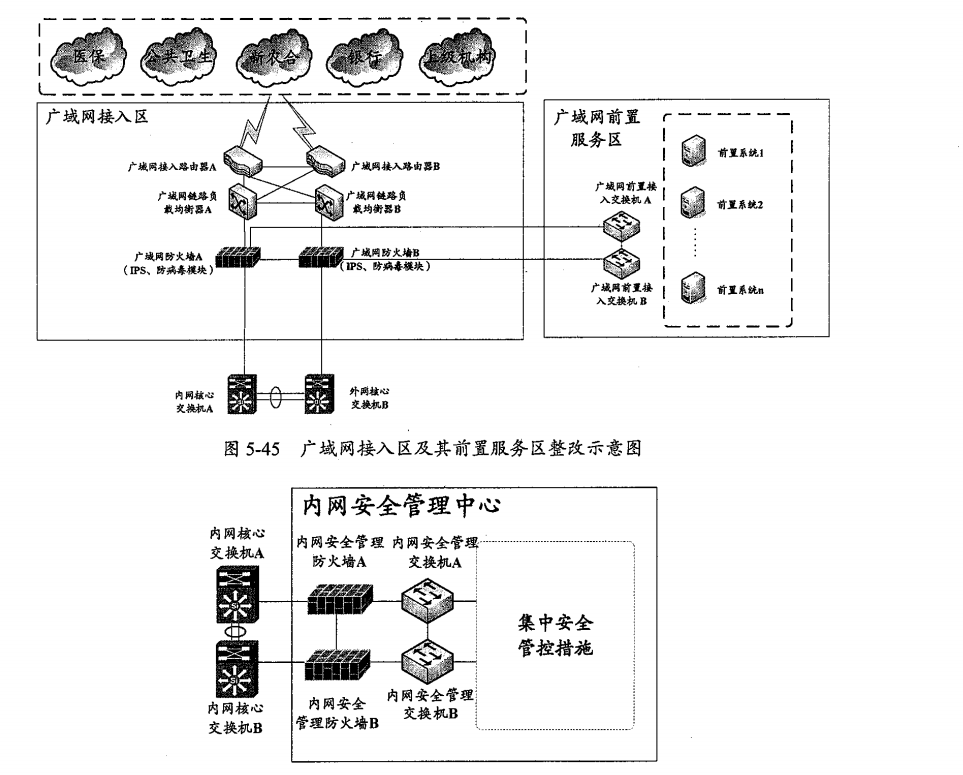 医保
公共卫生
新农合
银行
上级机构
广域网接入区
广域网接入路由器A
广域网接入路由器B
广域网链路负
载均衡器A
广域网链路负
载均衡器B
广域网防火墙A
（IPS、防病毒模块）
广域网防火墙B
（IPS、防病毒模块）
广域网前置
服务区
广域网前置接
入交换机 A
广域网前置接
入交换机 B
前置系统1
前置系统2
......
前置系统n
内网核心
交换机A
外网核心
交换机B
图 5-45 广域网接入区及其前置服务区整改示意图
内网安全管理中心
内网核心
交换机A
内网安全管理
防火墙A
内网安全管理
交换机A
Si
Si
集中安全
管控措施
内网核心
交换机B
内网安全
管理防火墙B
内网安全管理
交换机B